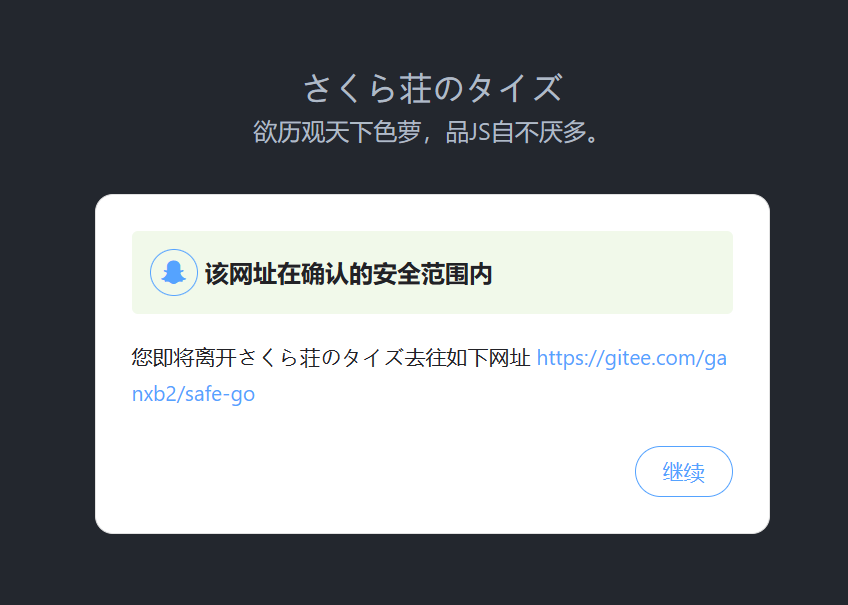 さくら荘のタイズ
欲历观天下色萝，品JS自不厌多。
该网址在确认的安全范围内
您即将离开さくら荘のタイズ去往如下网址 https://gitee.com/ga
nxb2/safe-go
继续